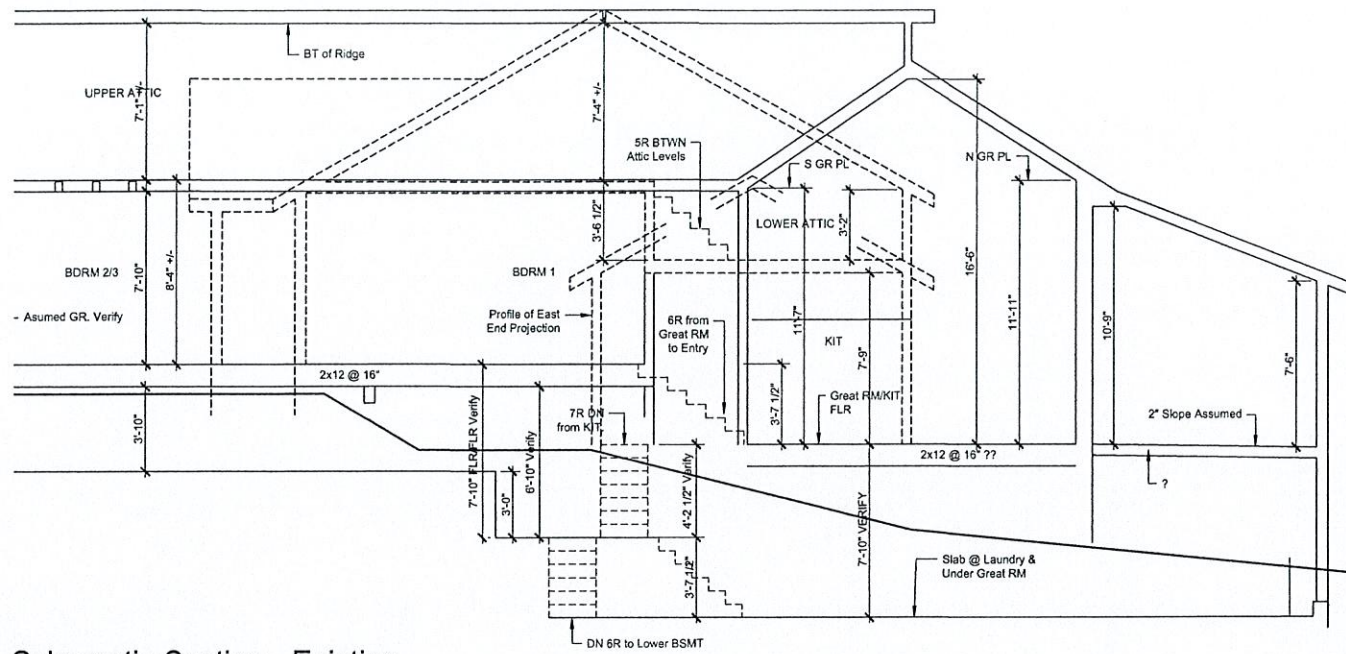 BT of Ridge
UPPER ATTIC
7'-1" +/-
7'-4" +/-
5R BTWN
Attic Levels
S GR PL
N GR PL
LOWER ATTIC
3'-2"
3'-6 1/2"
16'-6"
BDRM 2/3
7'-10"
8'-4" +/-
BDRM 1
11'-7"
11'-11"
10'-9"
- Asumed GR. Verify
Profile of East
End Projection
6R from
Great RM
to Entry
KIT
7'-9"
7'-6"
2x12 @ 16"
3'-7 1/2"
Great RM/KIT
FLR
2" Slope Assumed
3'-10"
7'-10" FLR/FLR Verify
6'-10" Verify
7R DN
from KIT.
2x12 @ 16" ??
?
3'-0"
4'-2 1/2" Verify
7'-10" VERIFY
3'-7 1/2"
Slab @ Laundry &
Under Great RM
DN 6R to Lower BSMT